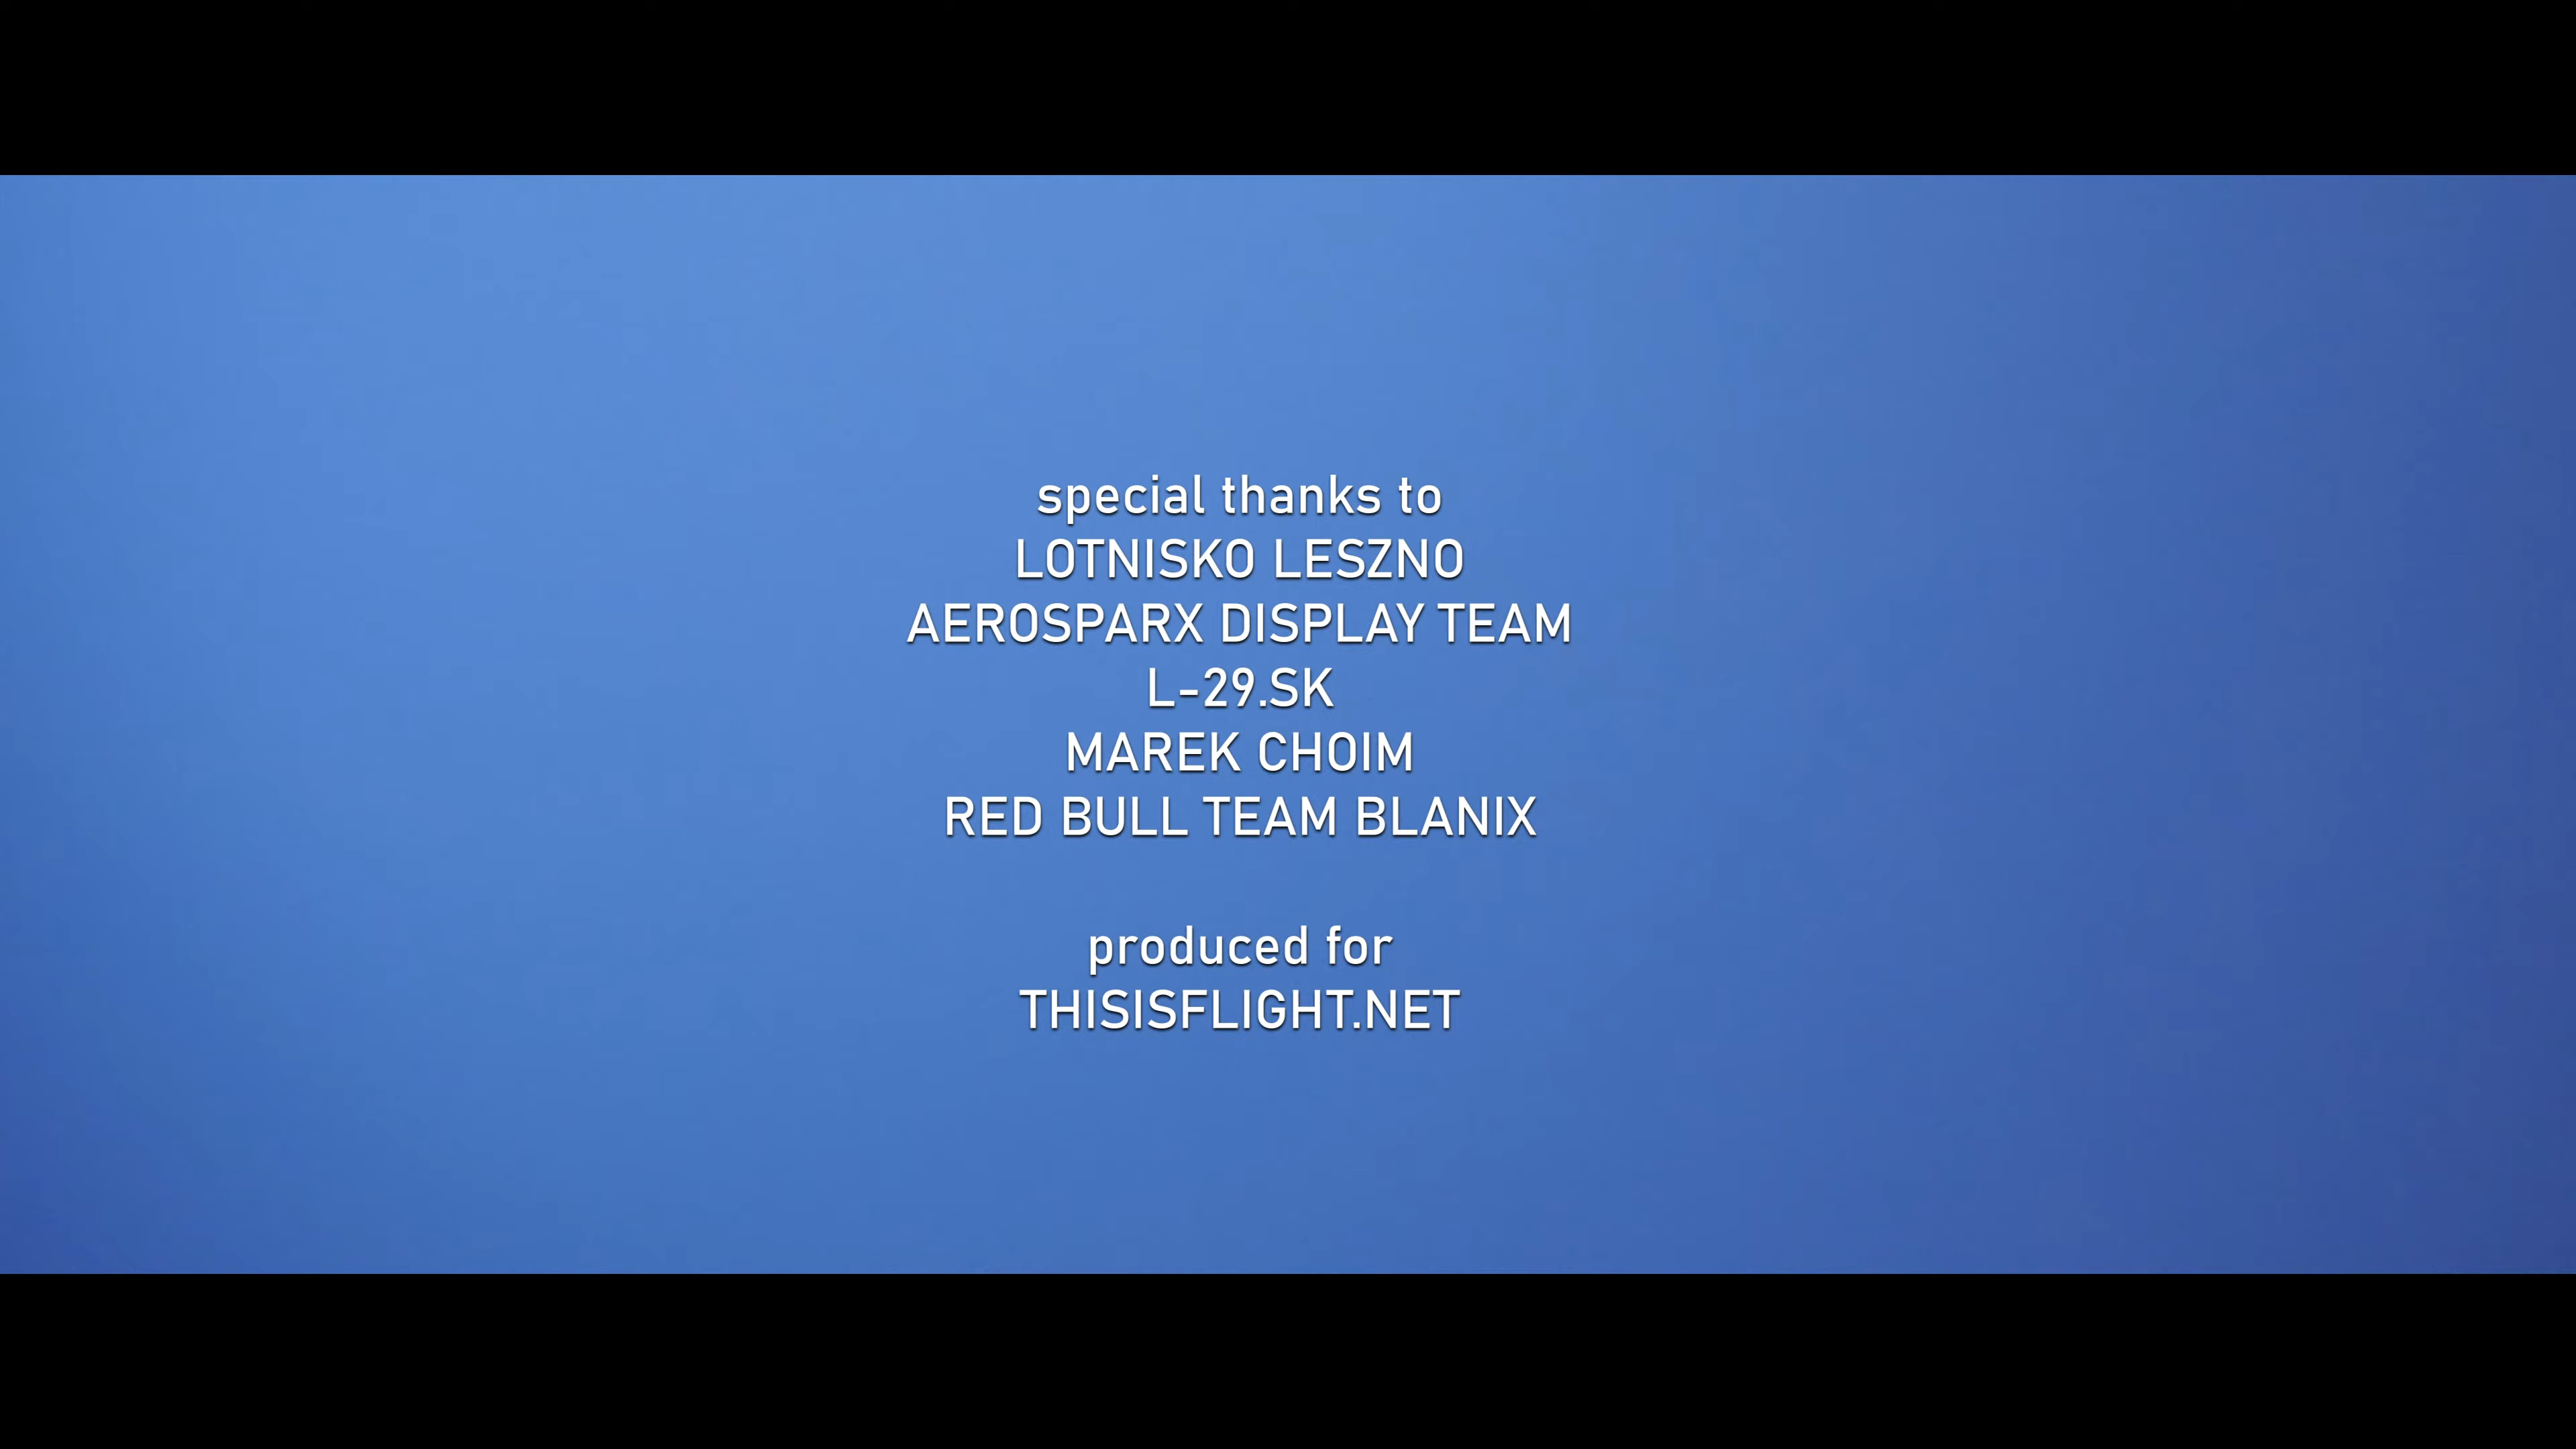 special thanks to
LOTNISKO LESZNO
AEROSPARX DISPLAY TEAM
L-29.SK
MAREK CHOIM
RED BULL TEAM BLANIX
produced for
THISISFLIGHT.NET